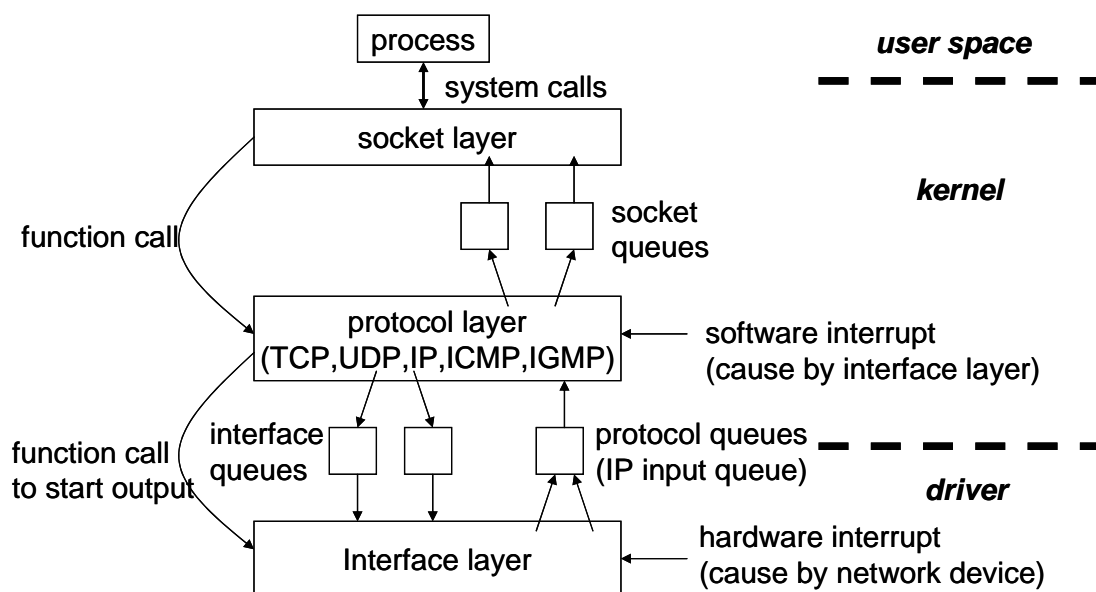 process
user space
system calls
socket layer
kernel
function call
socket
queues
protocol layer
(TCP,UDP,IP,ICMP,IGMP)
software interrupt
(cause by interface layer)
function call
to start output
interface
queues
protocol queues
(IP input queue)
driver
Interface layer
hardware interrupt
(cause by network device)